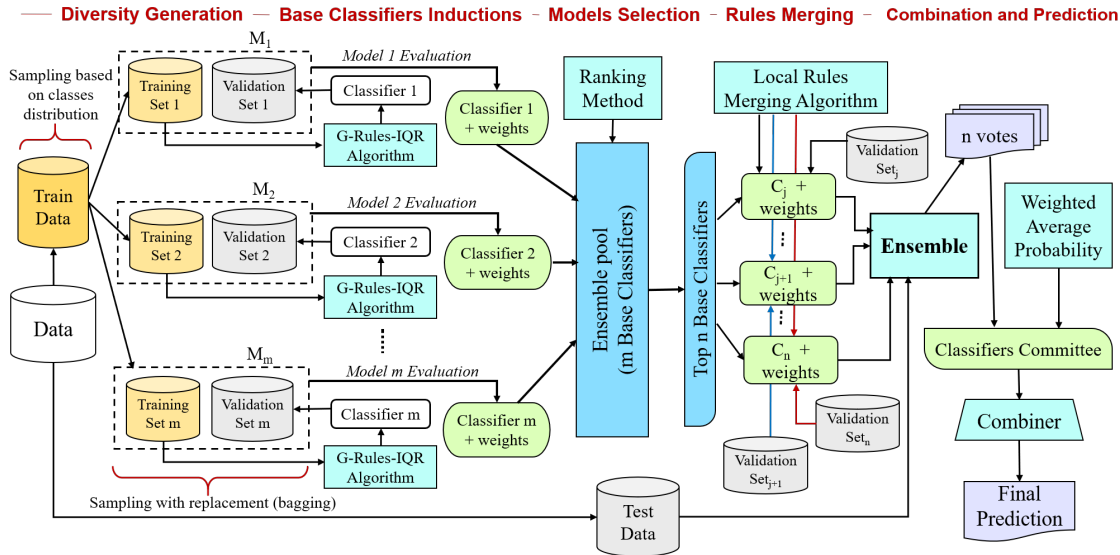 Diversity Generation – Base Classifiers Inductions – Models Selection – Rules Merging – Combination and Prediction
Sampling based
on classes
distribution
Train
Data
Data
M1
Training
Set 1
Validation
Set 1
Model 1 Evaluation
Classifier 1
G-Rules-IQR
Algorithm
Classifier 1
+ weights
M2
Training
Set 2
Validation
Set 2
Model 2 Evaluation
Classifier 2
G-Rules-IQR
Algorithm
Classifier 2
+ weights
Mm
Training
Set m
Validation
Set m
Model m Evaluation
Classifier m
G-Rules-IQR
Algorithm
Classifier m
+ weights
Sampling with replacement (bagging)
Ranking
Method
Ensemble pool
(m Base Classifiers)
Top n Base Classifiers
Local Rules
Merging Algorithm
Validation
Setj
Cj +
weights
Cj+1 +
weights
Cn +
weights
Validation
Setn
Validation
Setj+1
Test
Data
Ensemble
n votes
Weighted
Average
Probability
Classifiers Committee
Combiner
Final
Prediction